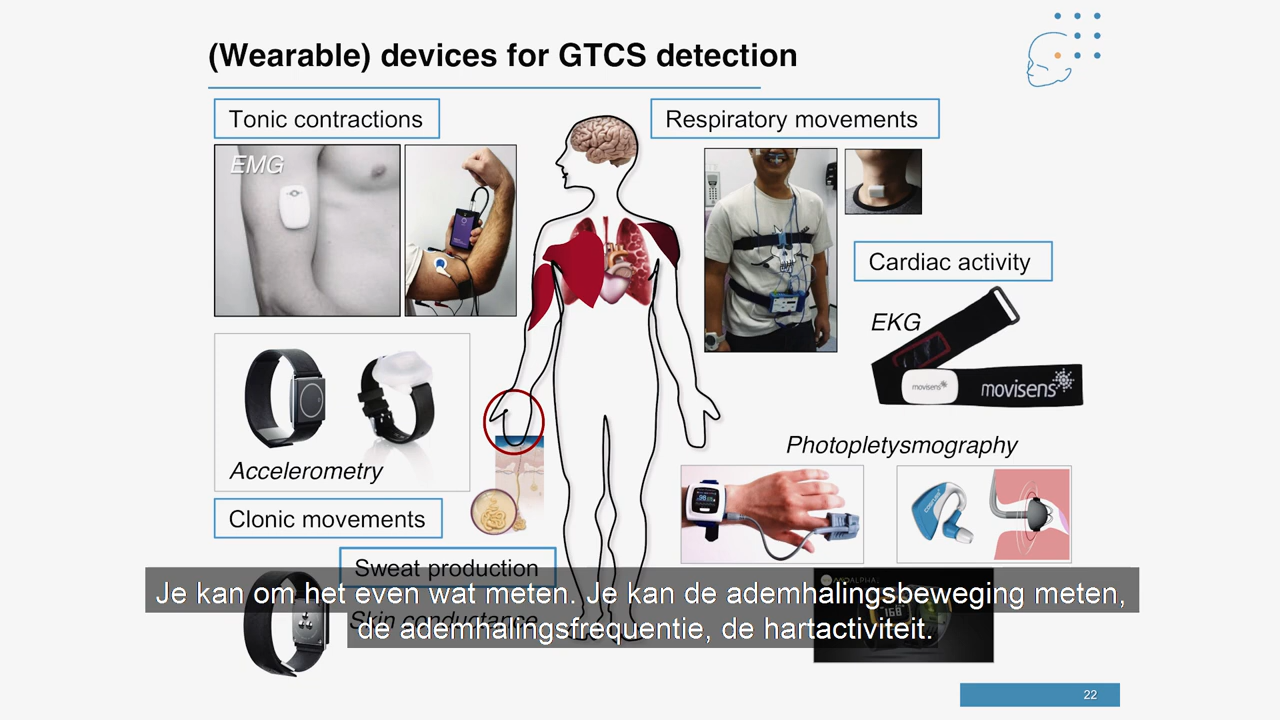 (Wearable) devices for GTCS detection
Tonic contractions
EMG
Respiratory movements
Cardiac activity
EKG
movisens
movisens
Accelerometry
Clonic movements
Photopletysmography
Sweat production
Skin conductance
168
Je kan om het even wat meten. Je kan de ademhalingsbeweging meten,
de ademhalingsfrequentie, de hartactiviteit.
22